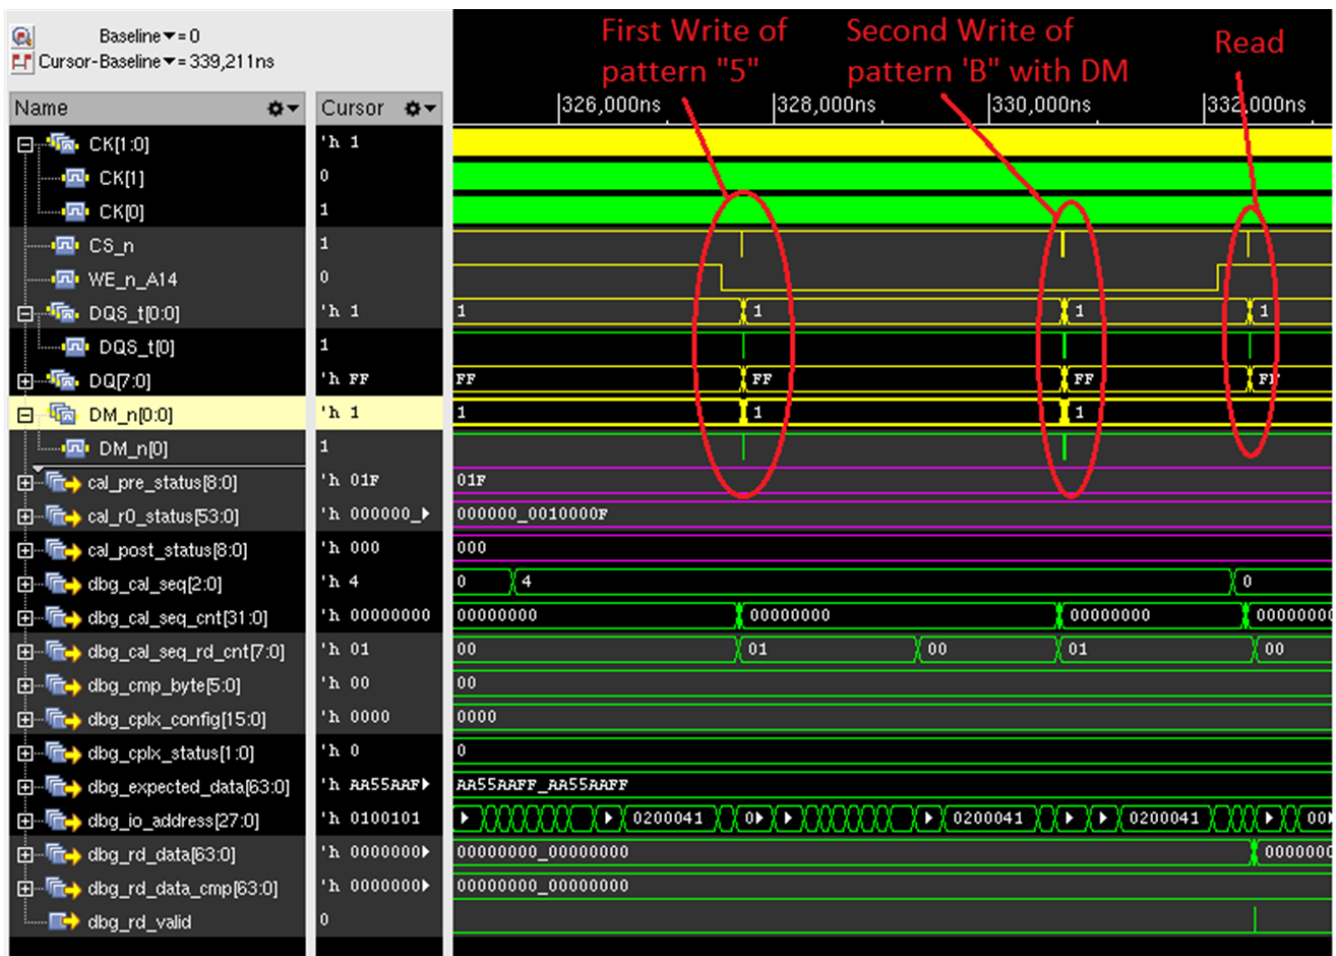 Baseline▼=0
Cursor-Baseline▼=339,211ns
First Write of pattern "5"
Second Write of pattern 'B" with DM
Read
Name
Cursor
326,000ns 328,000ns 330,000ns 332,000ns
CK[1:0] 'h 1
CK[1] 0
CK[0] 1
CS_n 1
WE_n_A14 0
DQS_t[0:0] 'h 1 1 1 1 1
DQS_t[0] 1
DQ[7:0] 'h FF FF FF FF FF
DM_n[0:0] 'h 1 1 1 1
DM_n[0] 1
cal_pre_status[8:0] 'h 01F 01F
cal_r0_status[53:0] 'h 000000_ 000000_0010000F
cal_post_status[8:0] 'h 000 000
dbg_cal_seq[2:0] 'h 4 0 4 0
dbg_cal_seq_cnt[31:0] 'h 00000000 00000000 00000000 00000000 00000000
dbg_cal_seq_rd_cnt[7:0] 'h 01 00 01 00 01 00
dbg_cmp_byte[5:0] 'h 00 00
dbg_cplx_config[15:0] 'h 0000 0000
dbg_cplx_status[1:0] 'h 0 0
dbg_expected_data[63:0] 'h AA55AAF AA55AAFF_AA55AAFF
dbg_io_address[27:0] 'h 0100101 0200041 0 0200041 0200041 00
dbg_rd_data[63:0] 'h 0000000 00000000_00000000 0000000
dbg_rd_data_cmp[63:0] 'h 0000000 00000000_00000000
dbg_rd_valid 0